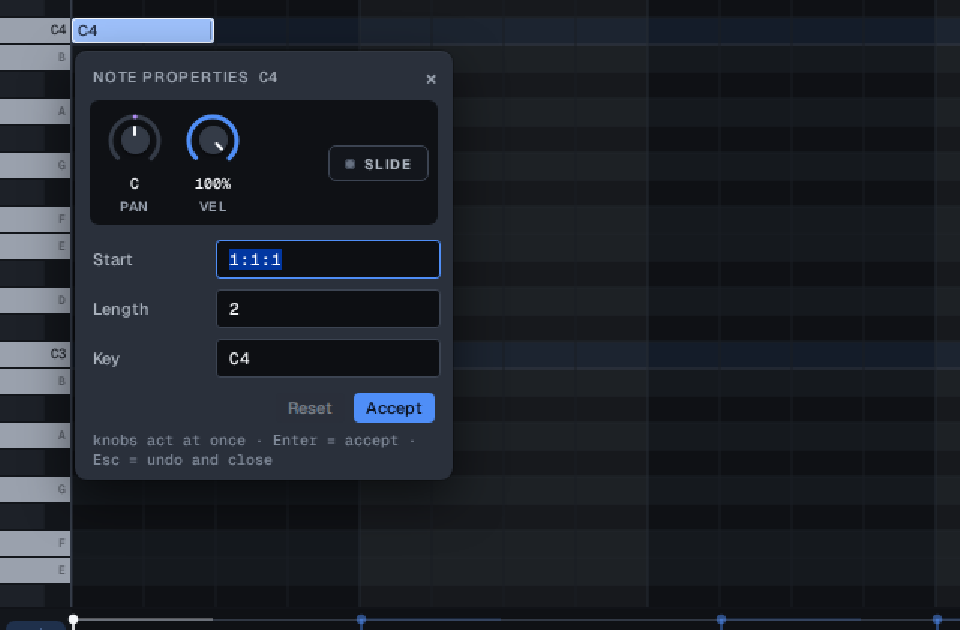 C4 C4
B
NOTE PROPERTIES C4 ×
A
G
SLIDE
C 100%
PAN VEL
F
E
Start 1:1:1
D
Length 2
C3
Key C4
B
Reset Accept
A
knobs act at once · Enter = accept ·
Esc = undo and close
G
F
E